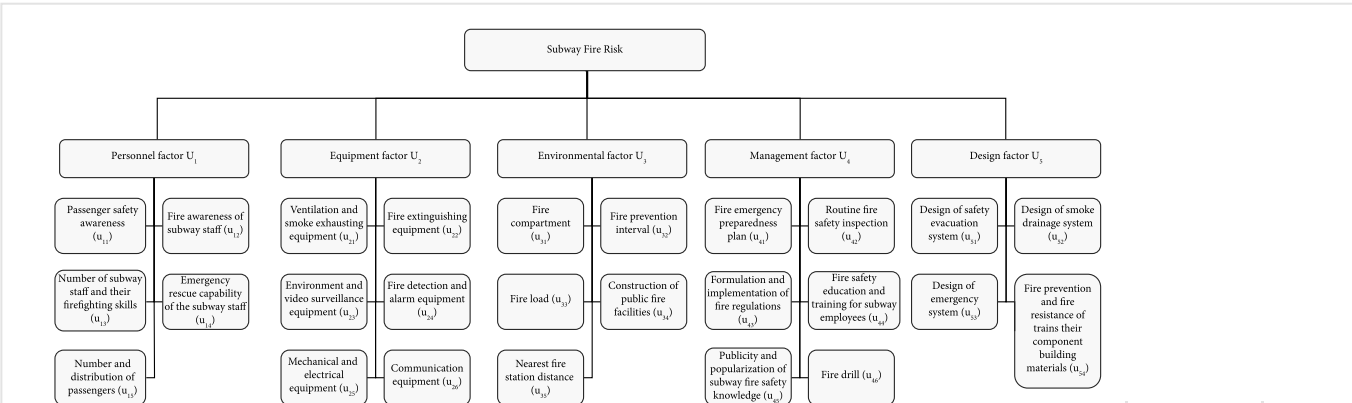 Subway Fire Risk
Personnel factor U1
Equipment factor U2
Environmental factor U3
Management factor U4
Design factor U5
Passenger safety
awareness
(u11)
Fire awareness of
subway staff (u12)
Ventilation and
smoke exhausting
equipment (u21)
Fire extinguishing
equipment (u22)
Fire
compartment
(u31)
Fire prevention
interval (u32)
Fire emergency
preparedness
plan (u41)
Routine fire
safety inspection
(u42)
Design of safety
evacuation
system (u51)
Design of smoke
drainage system
(u52)
Number of subway
staff and their
firefighting skills
(u13)
Emergency
rescue capability
of the subway staff
(u14)
Environment and
video surveillance
equipment (u23)
Fire detection and
alarm equipment
(u24)
Fire load (u33)
Construction of
public fire
facilities (u34)
Formulation and
implementation of
fire regulations
(u43)
Fire safety
education and
training for subway
employees (u44)
Design of
emergency
system (u53)
Fire prevention
and fire
resistance of
trains their
component
building
materials (u54)
Number and
distribution of
passengers (u15)
Mechanical and
electrical
equipment (u25)
Communication
equipment (u26)
Nearest fire
station distance
(u35)
Publicity and
popularization of
subway fire safety
knowledge (u45)
Fire drill (u46)